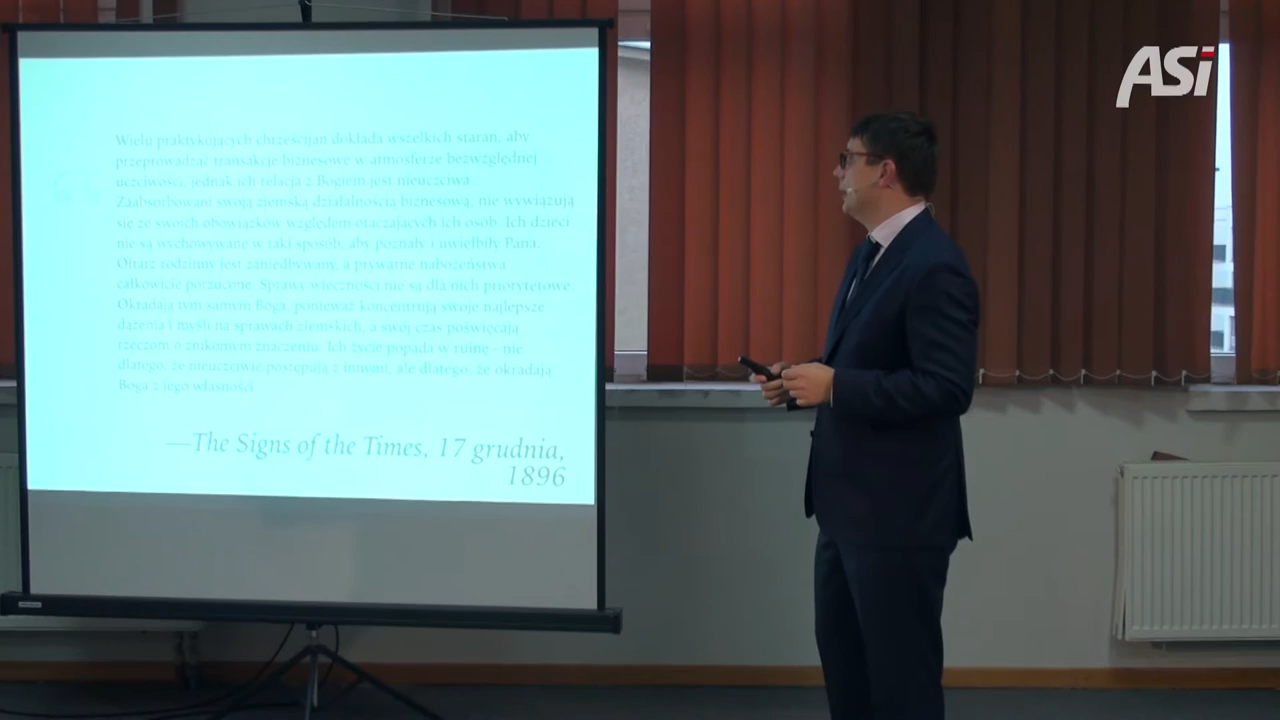 ASi
Wielu praktykujących chrześcijan dokłada wszelkich starań, aby
przeprowadzać transakcje biznesowe w atmosferze bezwzględnej
uczciwości, jednak ich relacja z Bogiem jest nieuczciwa.
Zaabsorbowani swoją ziemską działalnością biznesową, nie wywiązują
się ze swoich obowiązków względem otaczających ich osób. Ich dzieci
nie są wychowywane w taki sposób, aby poznały i uwielbiły Pana.
Ołtarz rodzinny jest zaniedbywany, a prywatne nabożeństwa
całkowicie porzucone. Sprawy wieczności nie są dla nich priorytetowe.
Okradają tym samym Boga, ponieważ koncentrują swoje najlepsze
dążenia i myśli na sprawach ziemskich, a swój czas poświęcają
rzeczom o znikomym znaczeniu. Ich życie popada w ruinę – nie
dlatego, że nieuczciwie postępują z innymi, ale dlatego, że okradają
Boga z jego własności.
—The Signs of the Times, 17 grudnia,
1896